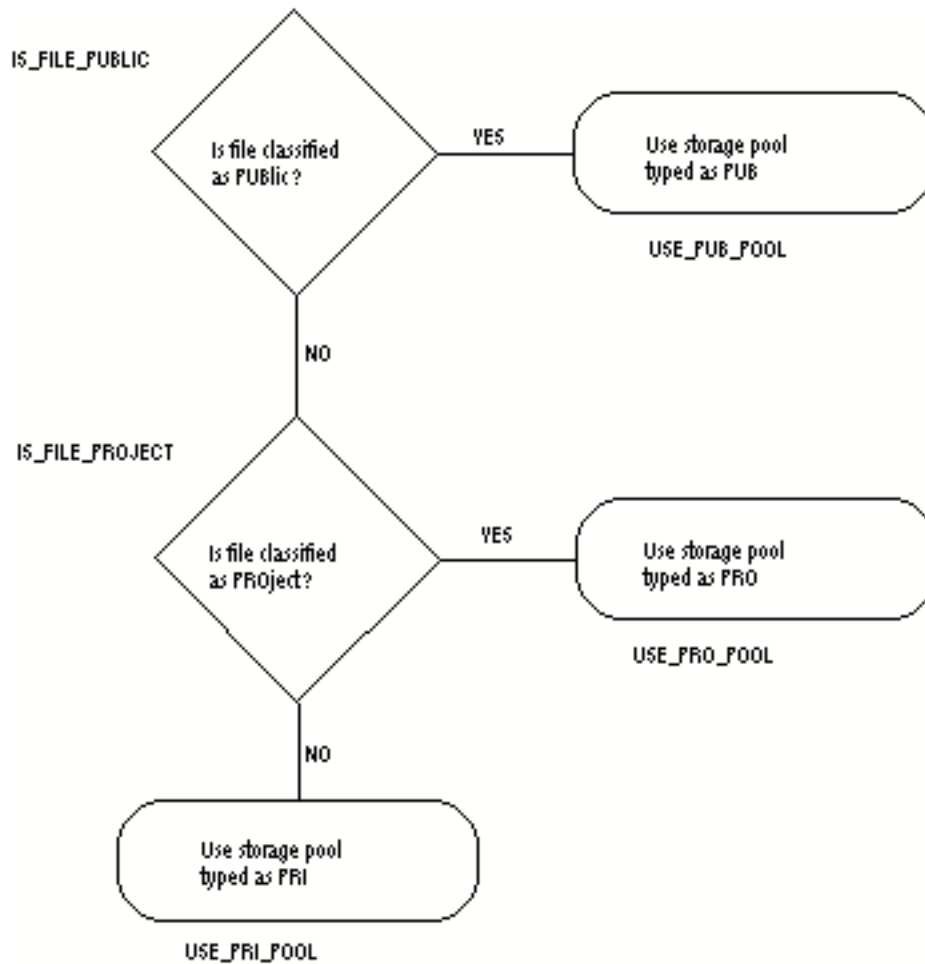 IS_FILE_PUBLIC
Is file classified
as PUBlic?
YES
Use storage pool
typed as PUB
USE_PUB_POOL
NO
IS_FILE_PROJECT
Is file classified
as PROject?
YES
Use storage pool
typed as PRO
USE_PRO_POOL
NO
Use storage pool
typed as PRI
USE_PRI_POOL